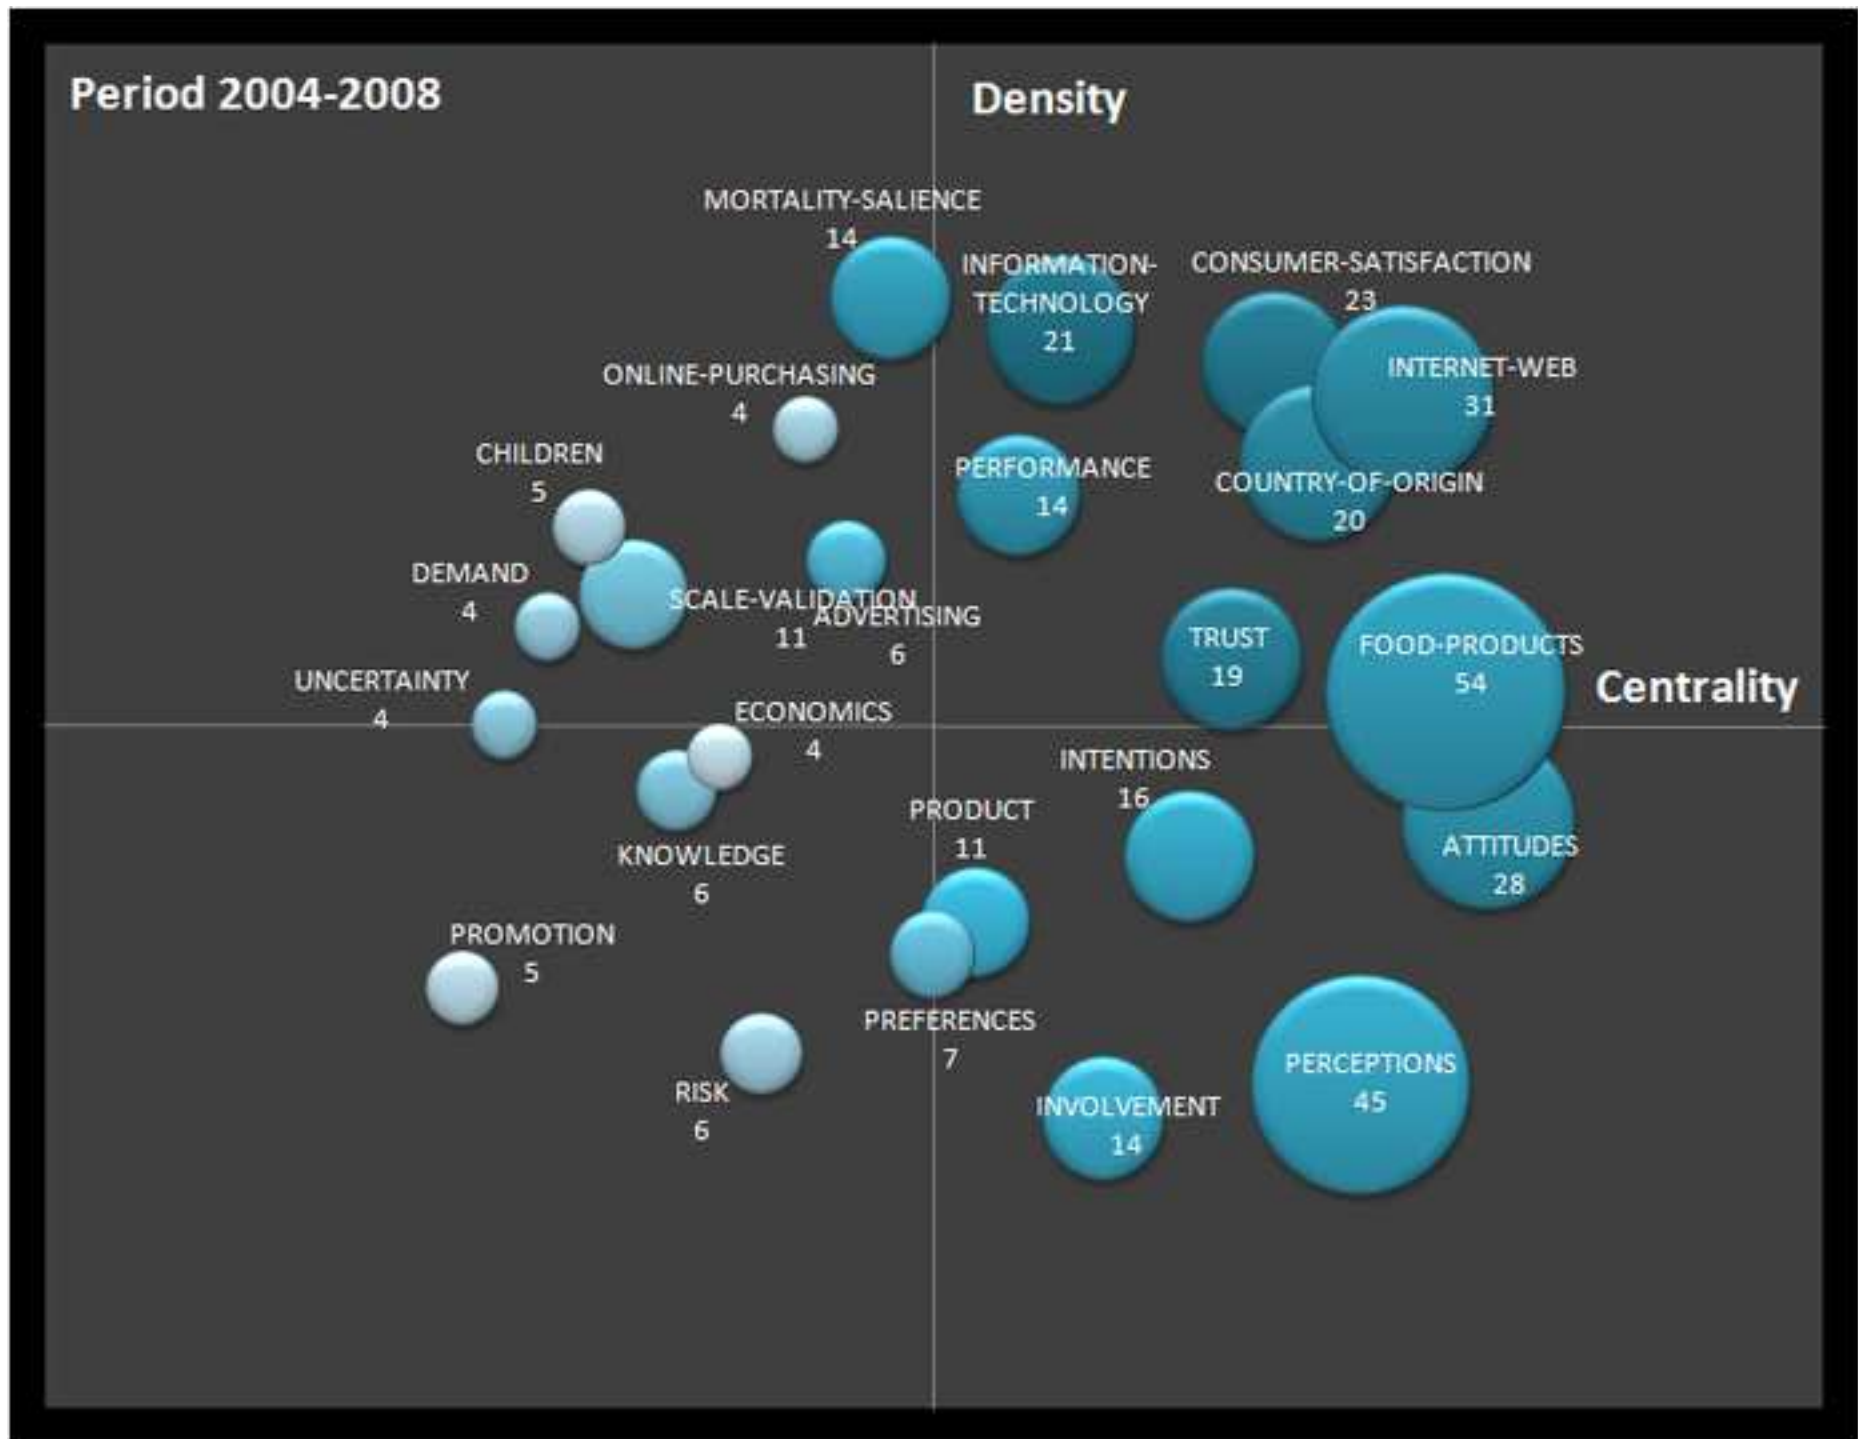 Period 2004-2008
Density
MORTALITY-SALIENCE
14
INFORMATION-
TECHNOLOGY
21
CONSUMER-SATISFACTION
23
INTERNET-WEB
31
ONLINE-PURCHASING
4
CHILDREN
5
PERFORMANCE
14
COUNTRY-OF-ORIGIN
20
DEMAND
4
SCALE-VALIDATION
11
ADVERTISING
6
TRUST
19
FOOD-PRODUCTS
54
Centrality
UNCERTAINTY
4
ECONOMICS
4
INTENTIONS
16
PRODUCT
11
KNOWLEDGE
6
ATTITUDES
28
PROMOTION
5
PREFERENCES
7
RISK
6
INVOLVEMENT
14
PERCEPTIONS
45